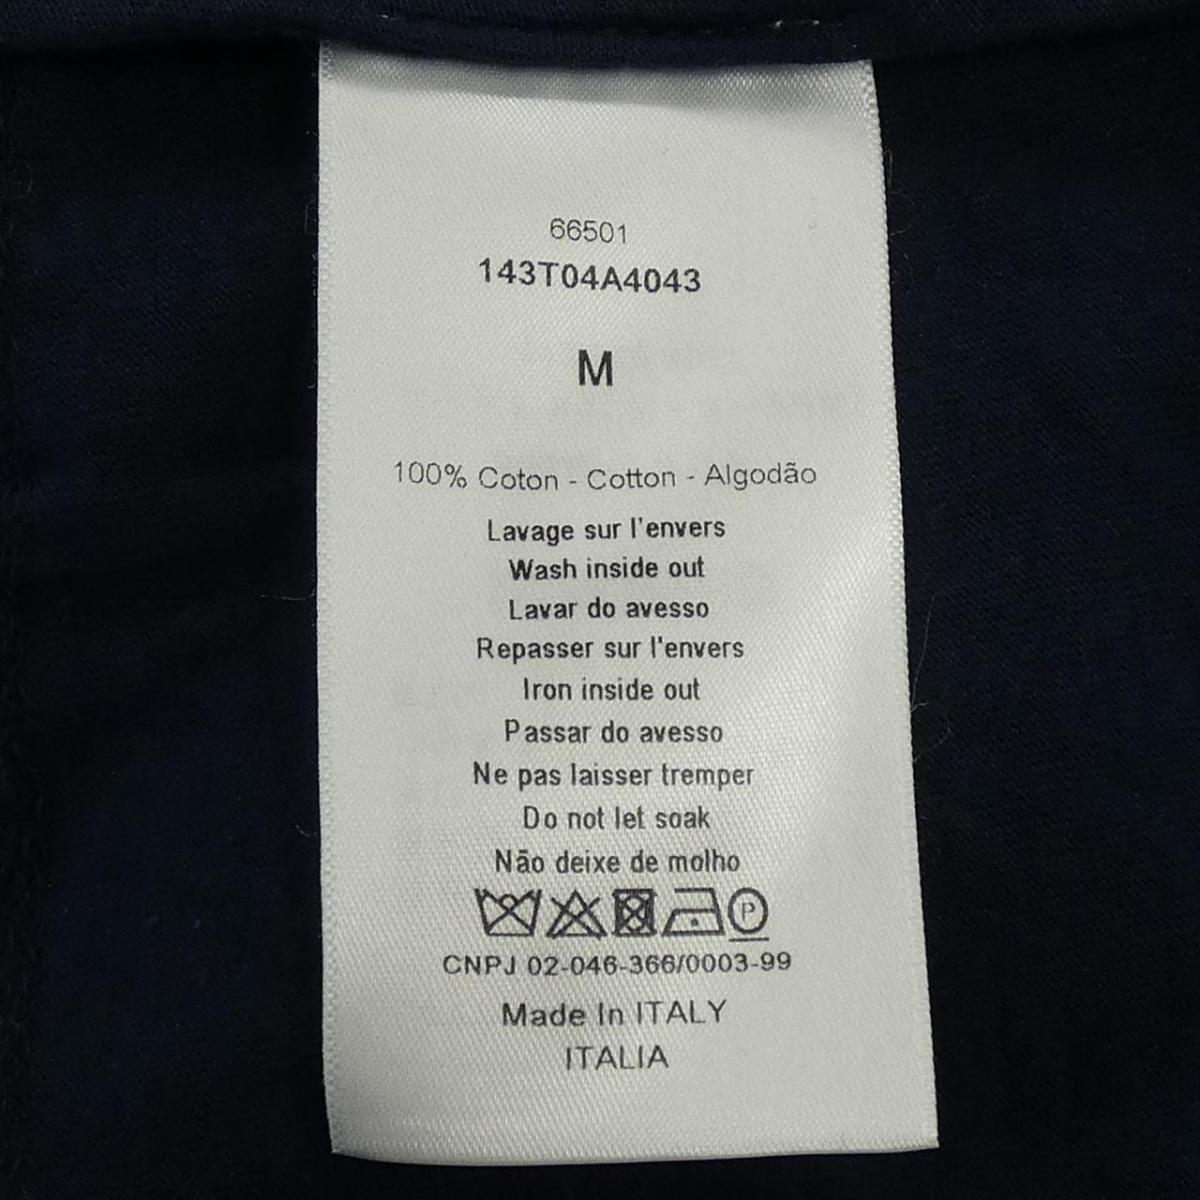 66501
143T04A4043
M
100% Coton - Cotton - Algodão
Lavage sur l'envers
Wash inside out
Lavar do avesso
Repasser sur l'envers
Iron inside out
Passar do avesso
Ne pas laisser tremper
Do not let soak
Não deixe de molho
P
CNPJ 02-046-366/0003-99
Made In ITALY
ITALIA